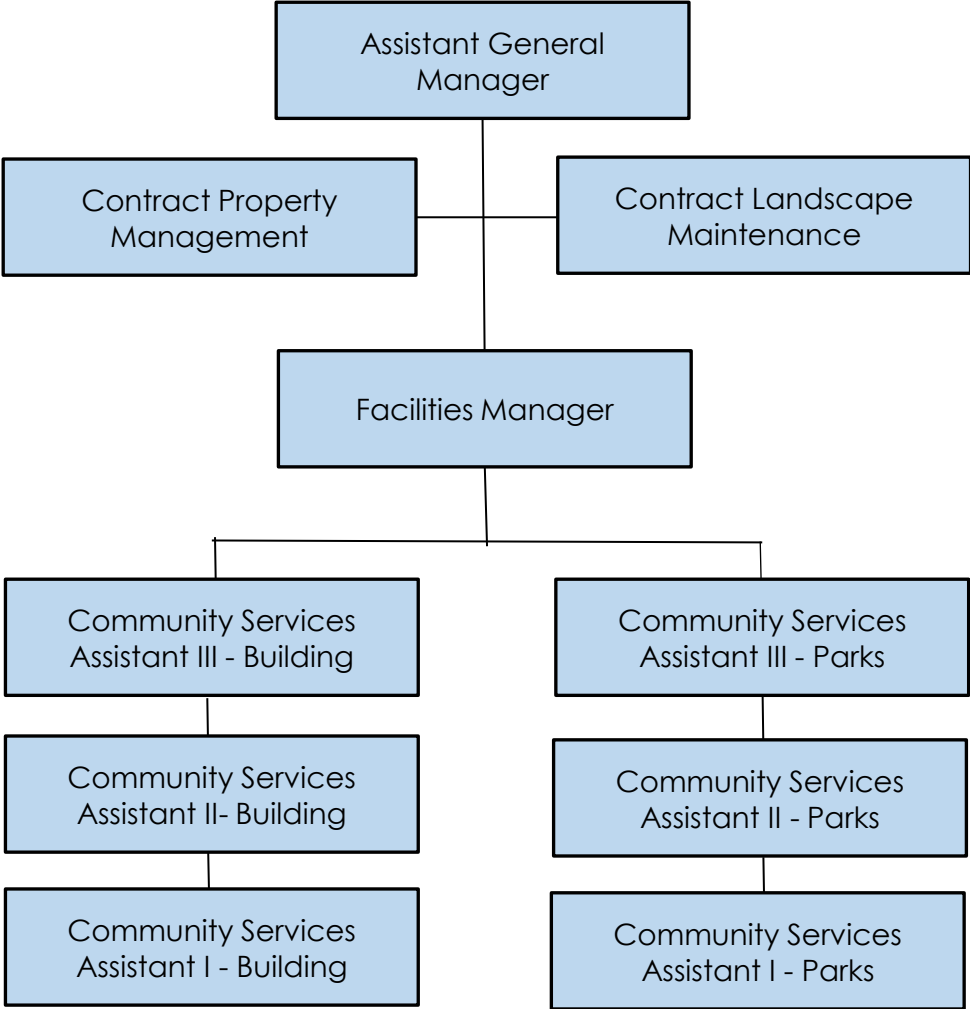 Assistant General
Manager
Contract Property
Management
Contract Landscape
Maintenance
Facilities Manager
Community Services
Assistant III - Building
Community Services
Assistant III - Parks
Community Services
Assistant II- Building
Community Services
Assistant II - Parks
Community Services
Assistant I - Building
Community Services
Assistant I - Parks